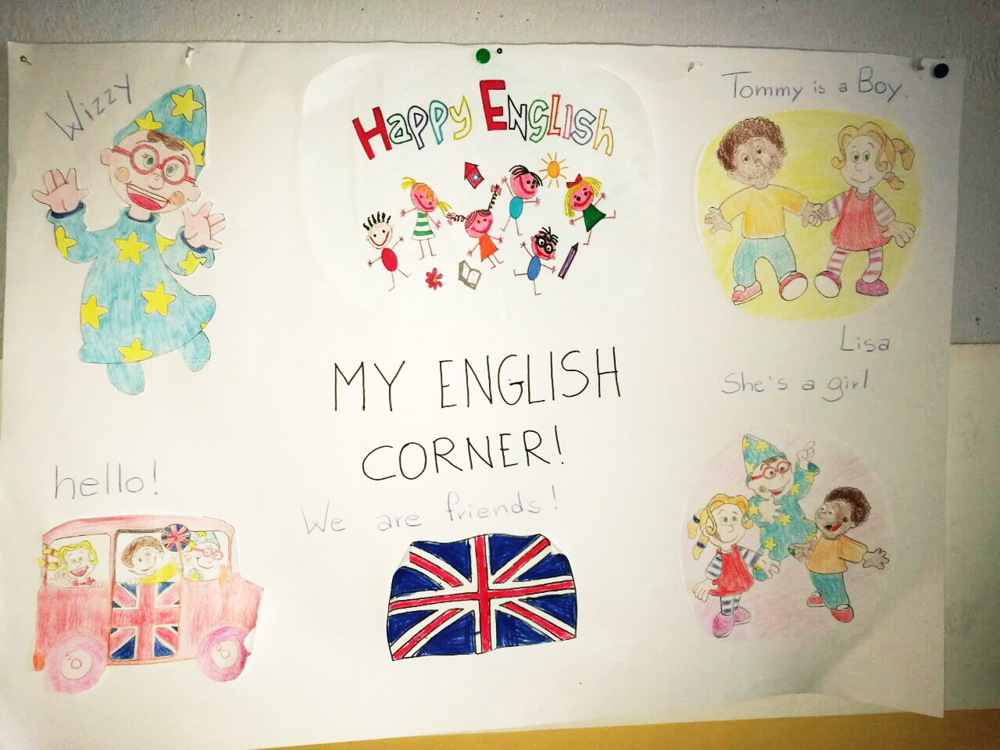 Wizzy
Happy English
Tommy is a Boy.
Lisa
She's a girl.
MY ENGLISH
CORNER!
hello!
We are friends!